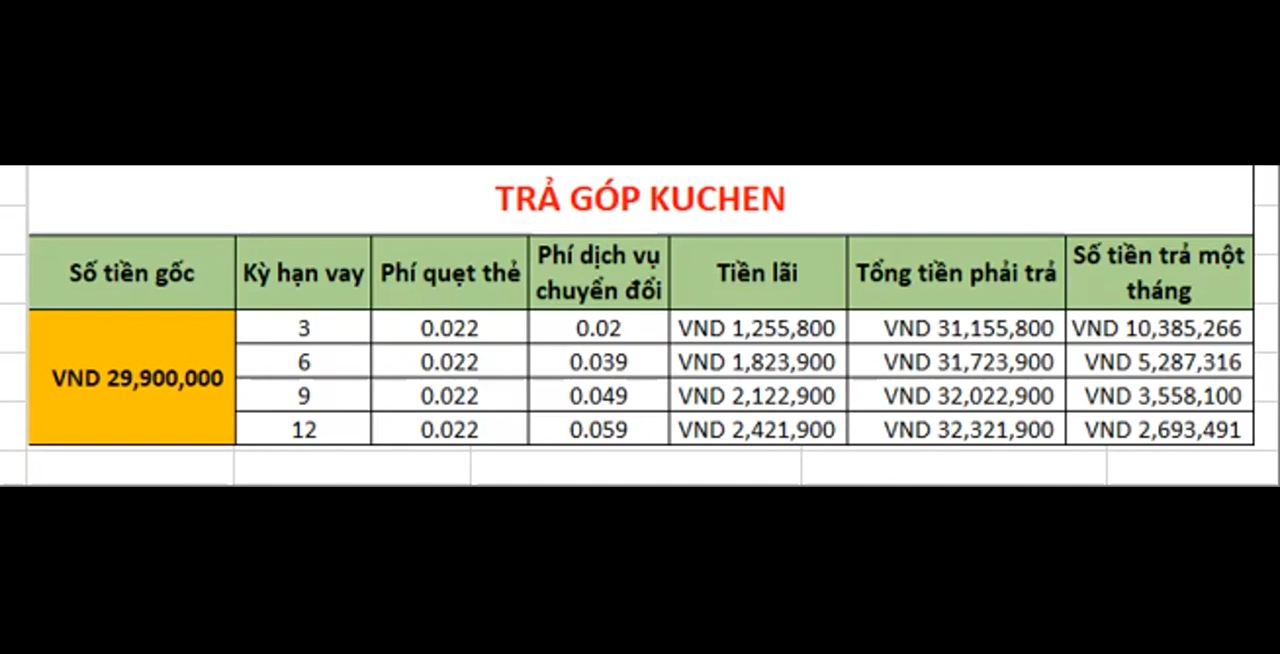 TRẢ GÓP KUCHEN
Số tiền gốc Kỳ hạn vay Phí quẹt thẻ Phí dịch vụ chuyển đổi Tiền lãi Tổng tiền phải trả Số tiền trả một tháng
VND 29,900,000
3 0.022 0.02 VND 1,255,800 VND 31,155,800 VND 10,385,266
6 0.022 0.039 VND 1,823,900 VND 31,723,900 VND 5,287,316
9 0.022 0.049 VND 2,122,900 VND 32,022,900 VND 3,558,100
12 0.022 0.059 VND 2,421,900 VND 32,321,900 VND 2,693,491